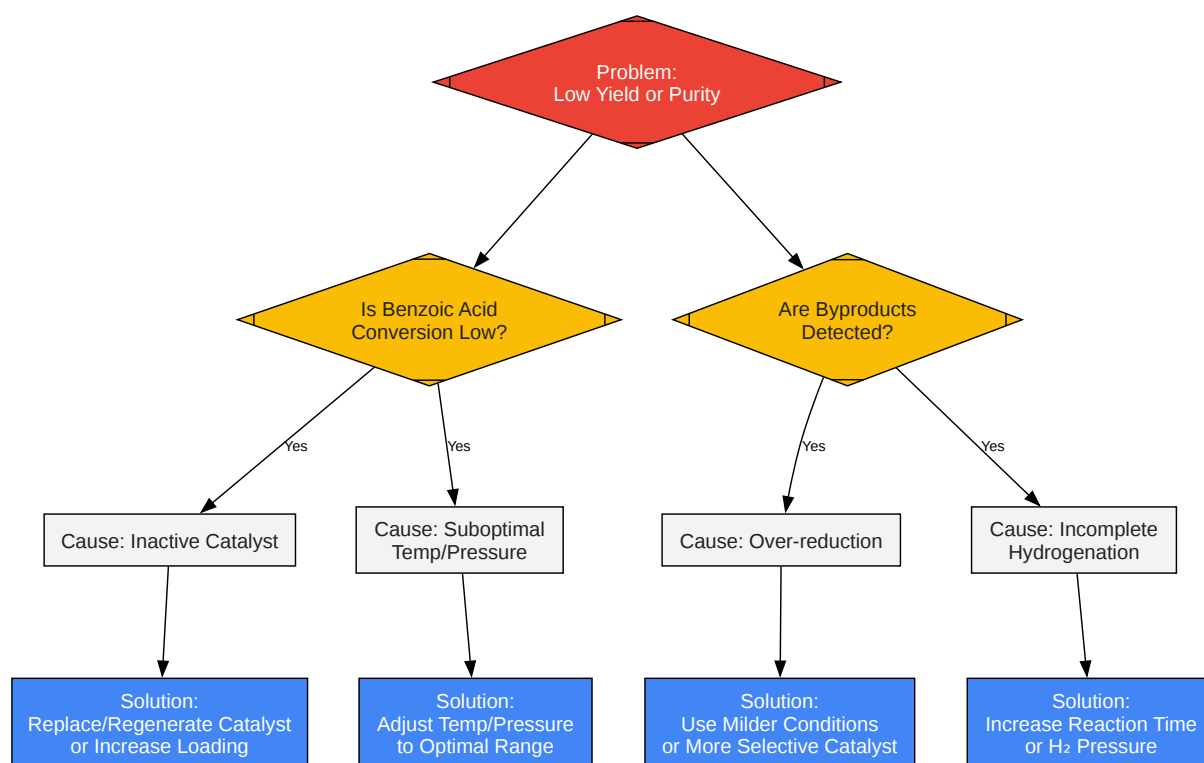 Problem:
Low Yield or Purity
Is Benzoic Acid
Conversion Low?
Are Byproducts
Detected?
Yes
Yes
Yes
Yes
Cause: Inactive Catalyst
Cause: Suboptimal
Temp/Pressure
Cause: Over-reduction
Cause: Incomplete
Hydrogenation
Solution:
Replace/Regenerate Catalyst
or Increase Loading
Solution:
Adjust Temp/Pressure
to Optimal Range
Solution:
Use Milder Conditions
or More Selective Catalyst
Solution:
Increase Reaction Time
or H₂ Pressure